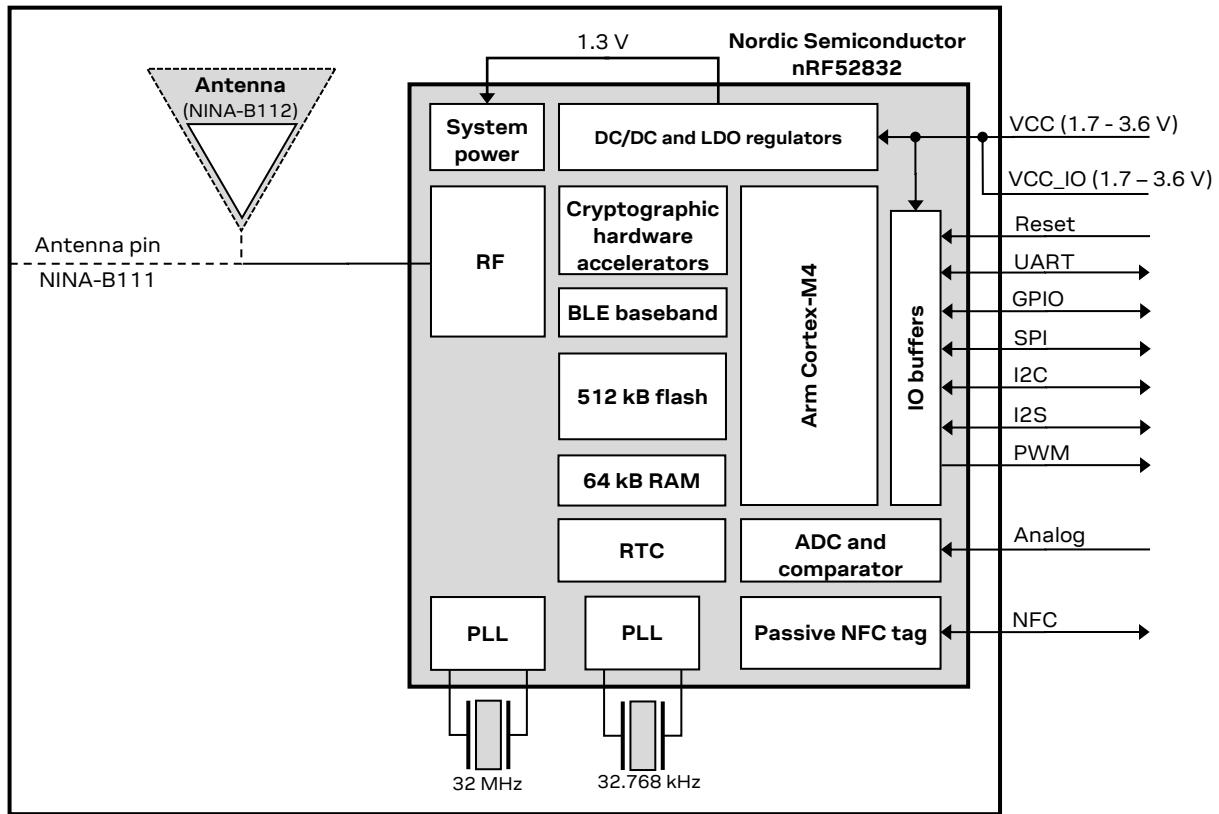 1.3 V
Nordic Semiconductor
nRF52832
Antenna
(NINA-B112)
System
power
DC/DC and LDO regulators
VCC (1.7 - 3.6 V)
VCC_IO (1.7 – 3.6 V)
Antenna pin
NINA-B111
RF
Cryptographic
hardware
accelerators
BLE baseband
512 kB flash
64 kB RAM
RTC
Arm Cortex-M4
IO buffers
Reset
UART
GPIO
SPI
I2C
I2S
PWM
ADC and
comparator
Analog
PLL
PLL
Passive NFC tag
NFC
32 MHz
32.768 kHz